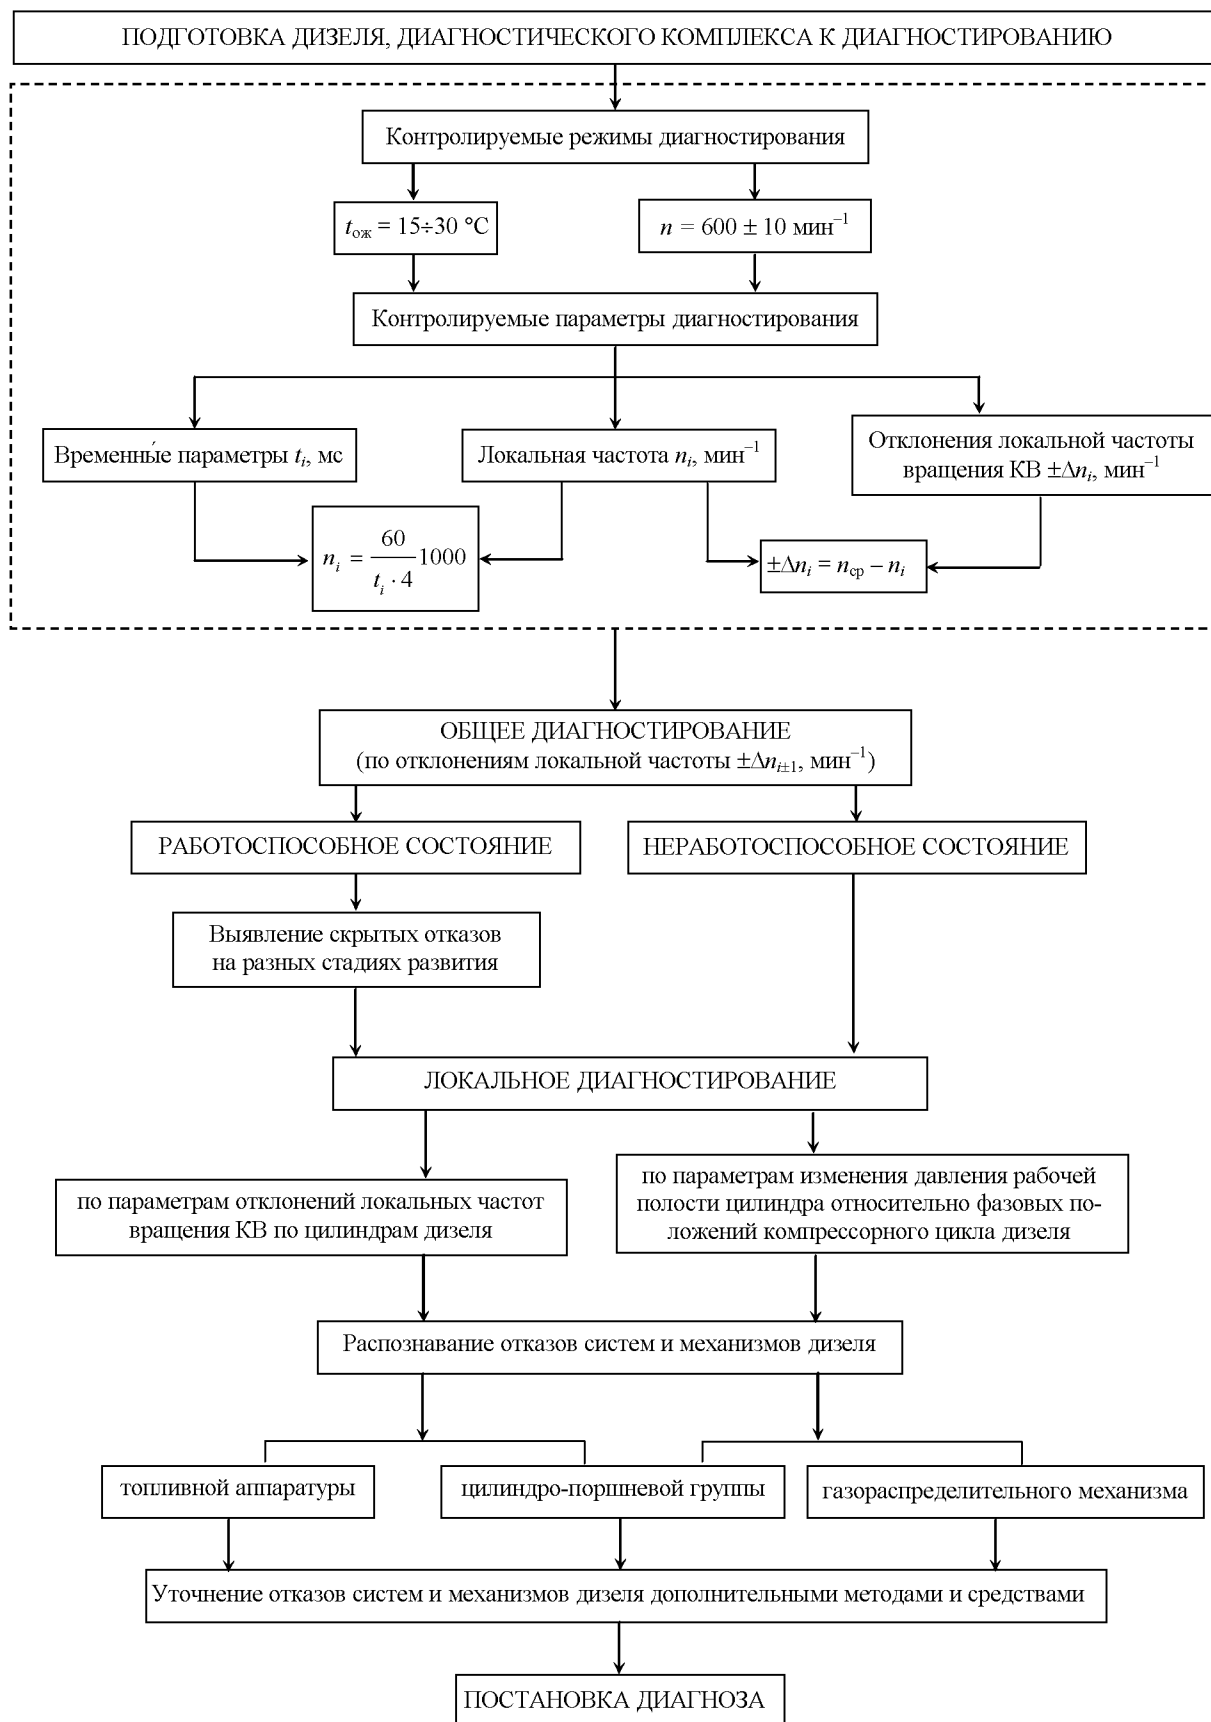 ПОДГОТОВКА ДИЗЕЛЯ, ДИАГНОСТИЧЕСКОГО КОМПЛЕКСА К ДИАГНОСТИРОВАНИЮ
Контролируемые режимы диагностирования
tож = 15÷30 °C
n = 600 ± 10 мин⁻¹
Контролируемые параметры диагностирования
Временны́е параметры tᵢ, мс
Локальная частота nᵢ, мин⁻¹
Отклонения локальной частоты
вращения КВ ±Δnᵢ, мин⁻¹
nᵢ = 60 / (tᵢ · 4) 1000
±Δnᵢ = nср – nᵢ
ОБЩЕЕ ДИАГНОСТИРОВАНИЕ
(по отклонениям локальной частоты ±Δnᵢ±₁, мин⁻¹)
РАБОТОСПОСОБНОЕ СОСТОЯНИЕ
НЕРАБОТОСПОСОБНОЕ СОСТОЯНИЕ
Выявление скрытых отказов
на разных стадиях развития
ЛОКАЛЬНОЕ ДИАГНОСТИРОВАНИЕ
по параметрам отклонений локальных частот
вращения КВ по цилиндрам дизеля
по параметрам изменения давления рабочей
полости цилиндра относительно фазовых по-
ложений компрессорного цикла дизеля
Распознавание отказов систем и механизмов дизеля
топливной аппаратуры
цилиндро-поршневой группы
газораспределительного механизма
Уточнение отказов систем и механизмов дизеля дополнительными методами и средствами
ПОСТАНОВКА ДИАГНОЗА